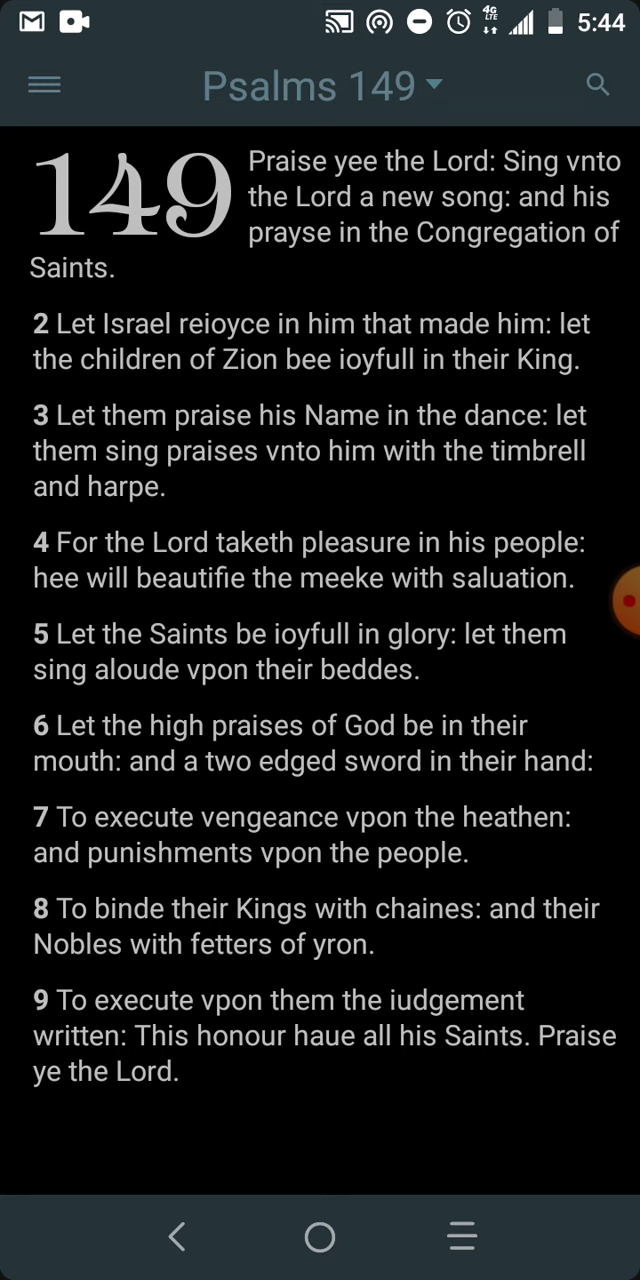 4G
LTE
5:44
Psalms 149
149 Praise yee the Lord: Sing vnto
the Lord a new song: and his
prayse in the Congregation of
Saints.
2 Let Israel reioyce in him that made him: let
the children of Zion bee ioyfull in their King.
3 Let them praise his Name in the dance: let
them sing praises vnto him with the timbrell
and harpe.
4 For the Lord taketh pleasure in his people:
hee will beautifie the meeke with saluation.
5 Let the Saints be ioyfull in glory: let them
sing aloude vpon their beddes.
6 Let the high praises of God be in their
mouth: and a two edged sword in their hand:
7 To execute vengeance vpon the heathen:
and punishments vpon the people.
8 To binde their Kings with chaines: and their
Nobles with fetters of yron.
9 To execute vpon them the iudgement
written: This honour haue all his Saints. Praise
ye the Lord.